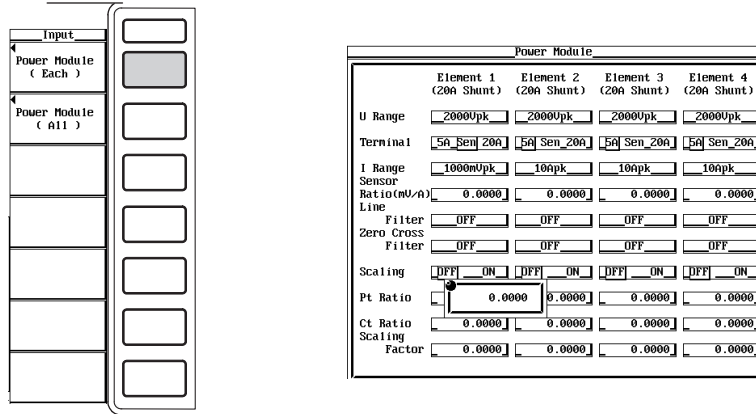 Input
Power Module
( Each )
Power Module
( All )
Power Module
Element 1 Element 2 Element 3 Element 4
(20A Shunt) (20A Shunt) (20A Shunt) (20A Shunt)
U Range 2000Vpk 2000Vpk 2000Vpk 2000Vpk
Terminal 5A Sen 20A 5A Sen 20A 5A Sen 20A 5A Sen 20A
I Range 1000mVpk 10Apk 10Apk 10Apk
Sensor
Ratio(mV/A) 0.0000 0.0000 0.0000 0.0000
Line
Filter OFF OFF OFF OFF
Zero Cross
Filter OFF OFF OFF OFF
Scaling OFF ON OFF ON OFF ON OFF ON
Pt Ratio 0.0000 0.0000 0.0000 0.0000
Ct Ratio 0.0000 0.0000 0.0000 0.0000
Scaling
Factor 0.0000 0.0000 0.0000 0.0000